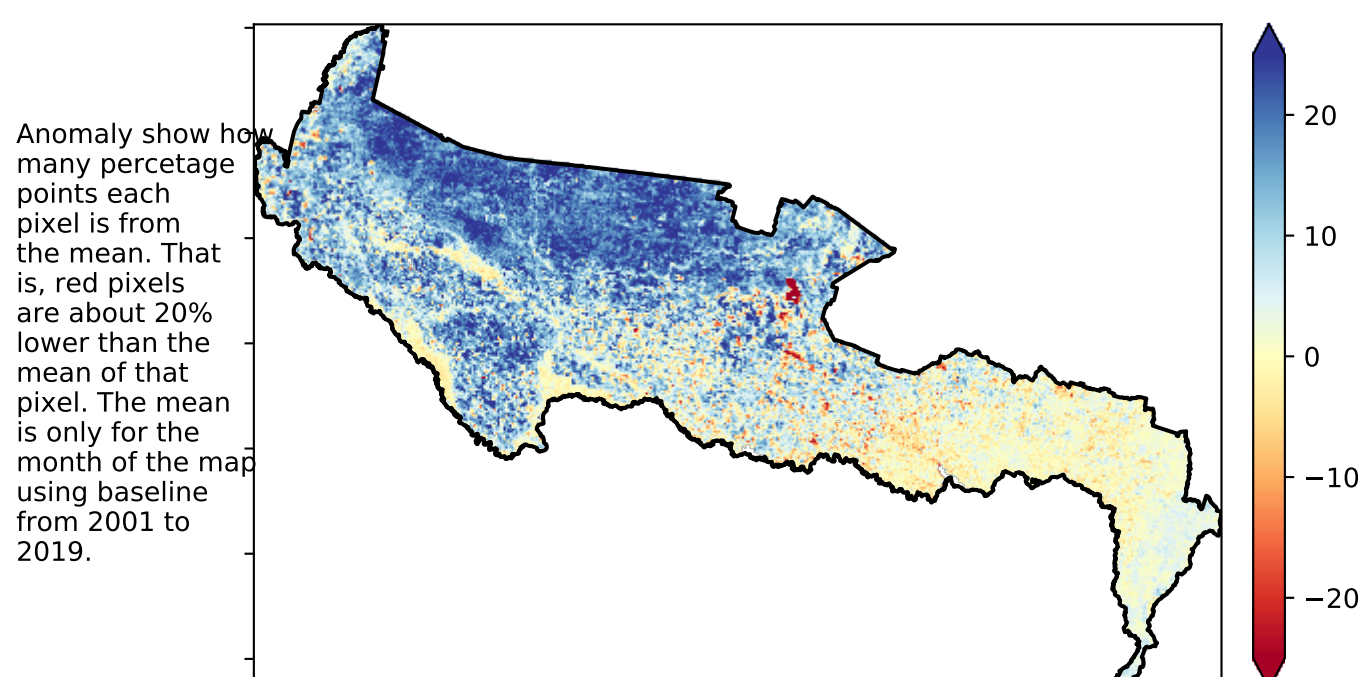 Anomaly show how
many percetage
points each
pixel is from
the mean. That
is, red pixels
are about 20%
lower than the
mean of that
pixel. The mean
is only for the
month of the map
using baseline
from 2001 to
2019.
20
10
0
−10
−20